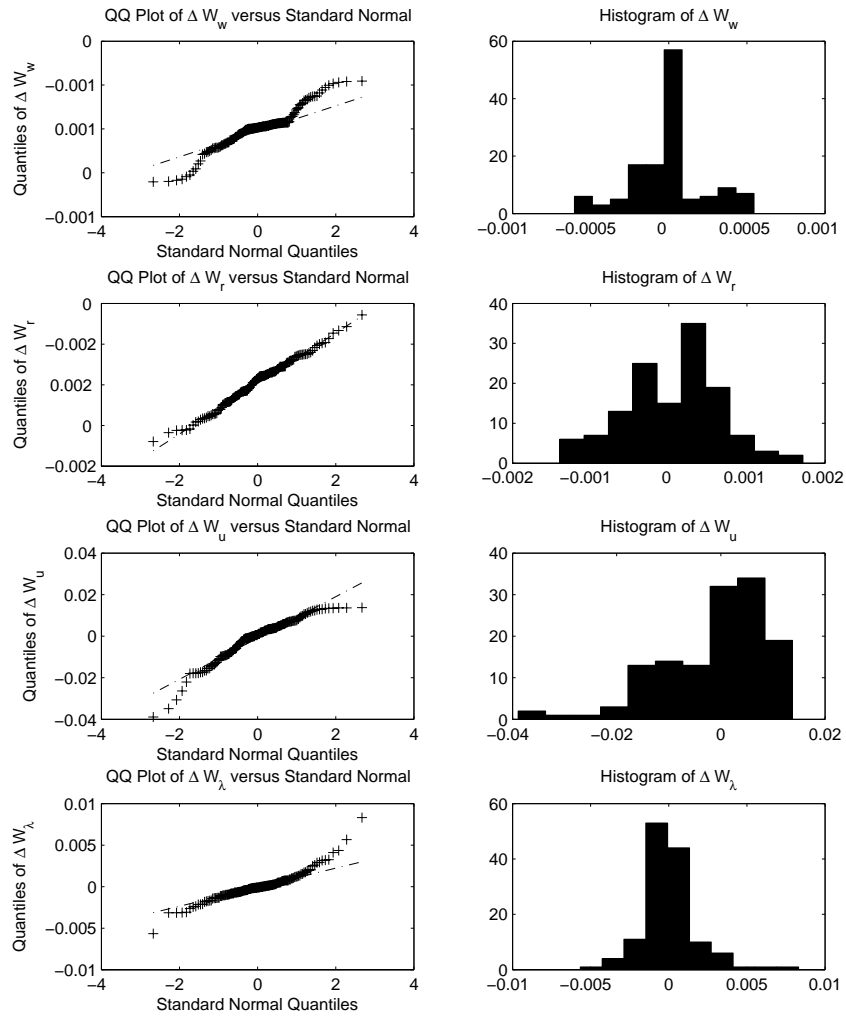 QQ Plot of Δ W_w versus Standard Normal
Quantiles of Δ W_w
0
−0.001
0.001
0
−0.001
−4 −2 0 2 4
Standard Normal Quantiles
Histogram of Δ W_w
60
40
20
0
−0.001 −0.0005 0 0.0005 0.001
QQ Plot of Δ W_r versus Standard Normal
Quantiles of Δ W_r
0
−0.002
0.002
0
−0.002
−4 −2 0 2 4
Standard Normal Quantiles
Histogram of Δ W_r
40
30
20
10
0
−0.002 −0.001 0 0.001 0.002
QQ Plot of Δ W_u versus Standard Normal
Quantiles of Δ W_u
0.04
0.02
0
−0.02
−0.04
−4 −2 0 2 4
Standard Normal Quantiles
Histogram of Δ W_u
40
30
20
10
0
−0.04 −0.02 0 0.02
QQ Plot of Δ W_λ versus Standard Normal
Quantiles of Δ W_λ
0.01
0.005
0
−0.005
−0.01
−4 −2 0 2 4
Standard Normal Quantiles
Histogram of Δ W_λ
60
40
20
0
−0.01 −0.005 0 0.005 0.01